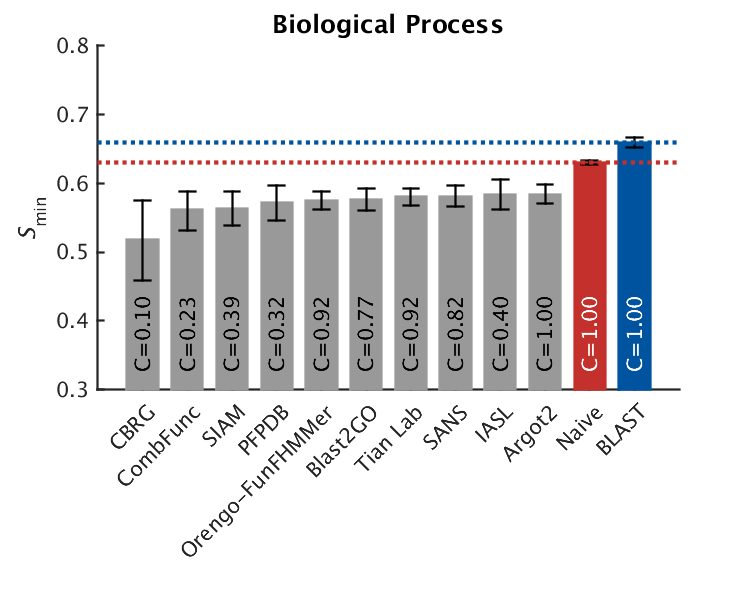 Biological Process
0.8
0.7
0.6
0.5
0.4
0.3
Smin
C=0.10
C=0.23
C=0.39
C=0.32
C=0.92
C=0.77
C=0.92
C=0.82
C=0.40
C=1.00
C=1.00
C=1.00
CBRG
CombFunc
SIAM
PFPDB
Orengo-FunFHMMer
Blast2GO
Tian Lab
SANS
IASL
Argot2
Naive
BLAST